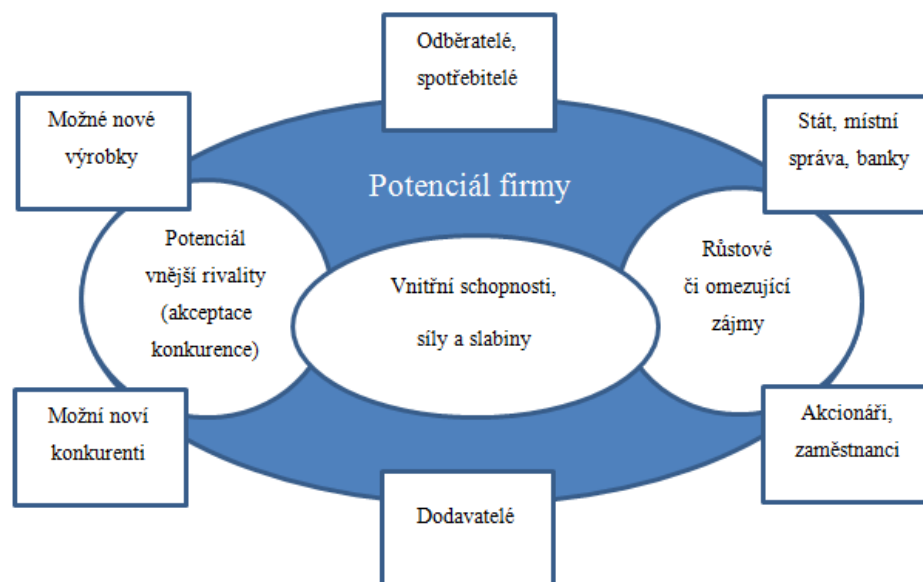 Odběratelé,
spotřebitelé
Možné nové
výrobky
Stát, místní
správa, banky
Potenciál firmy
Potenciál
vnější rivality
(akceptace
konkurence)
Vnitřní schopnosti,
síly a slabiny
Růstové
či omezující
zájmy
Možní noví
konkurenti
Akcionáři,
zaměstnanci
Dodavatelé